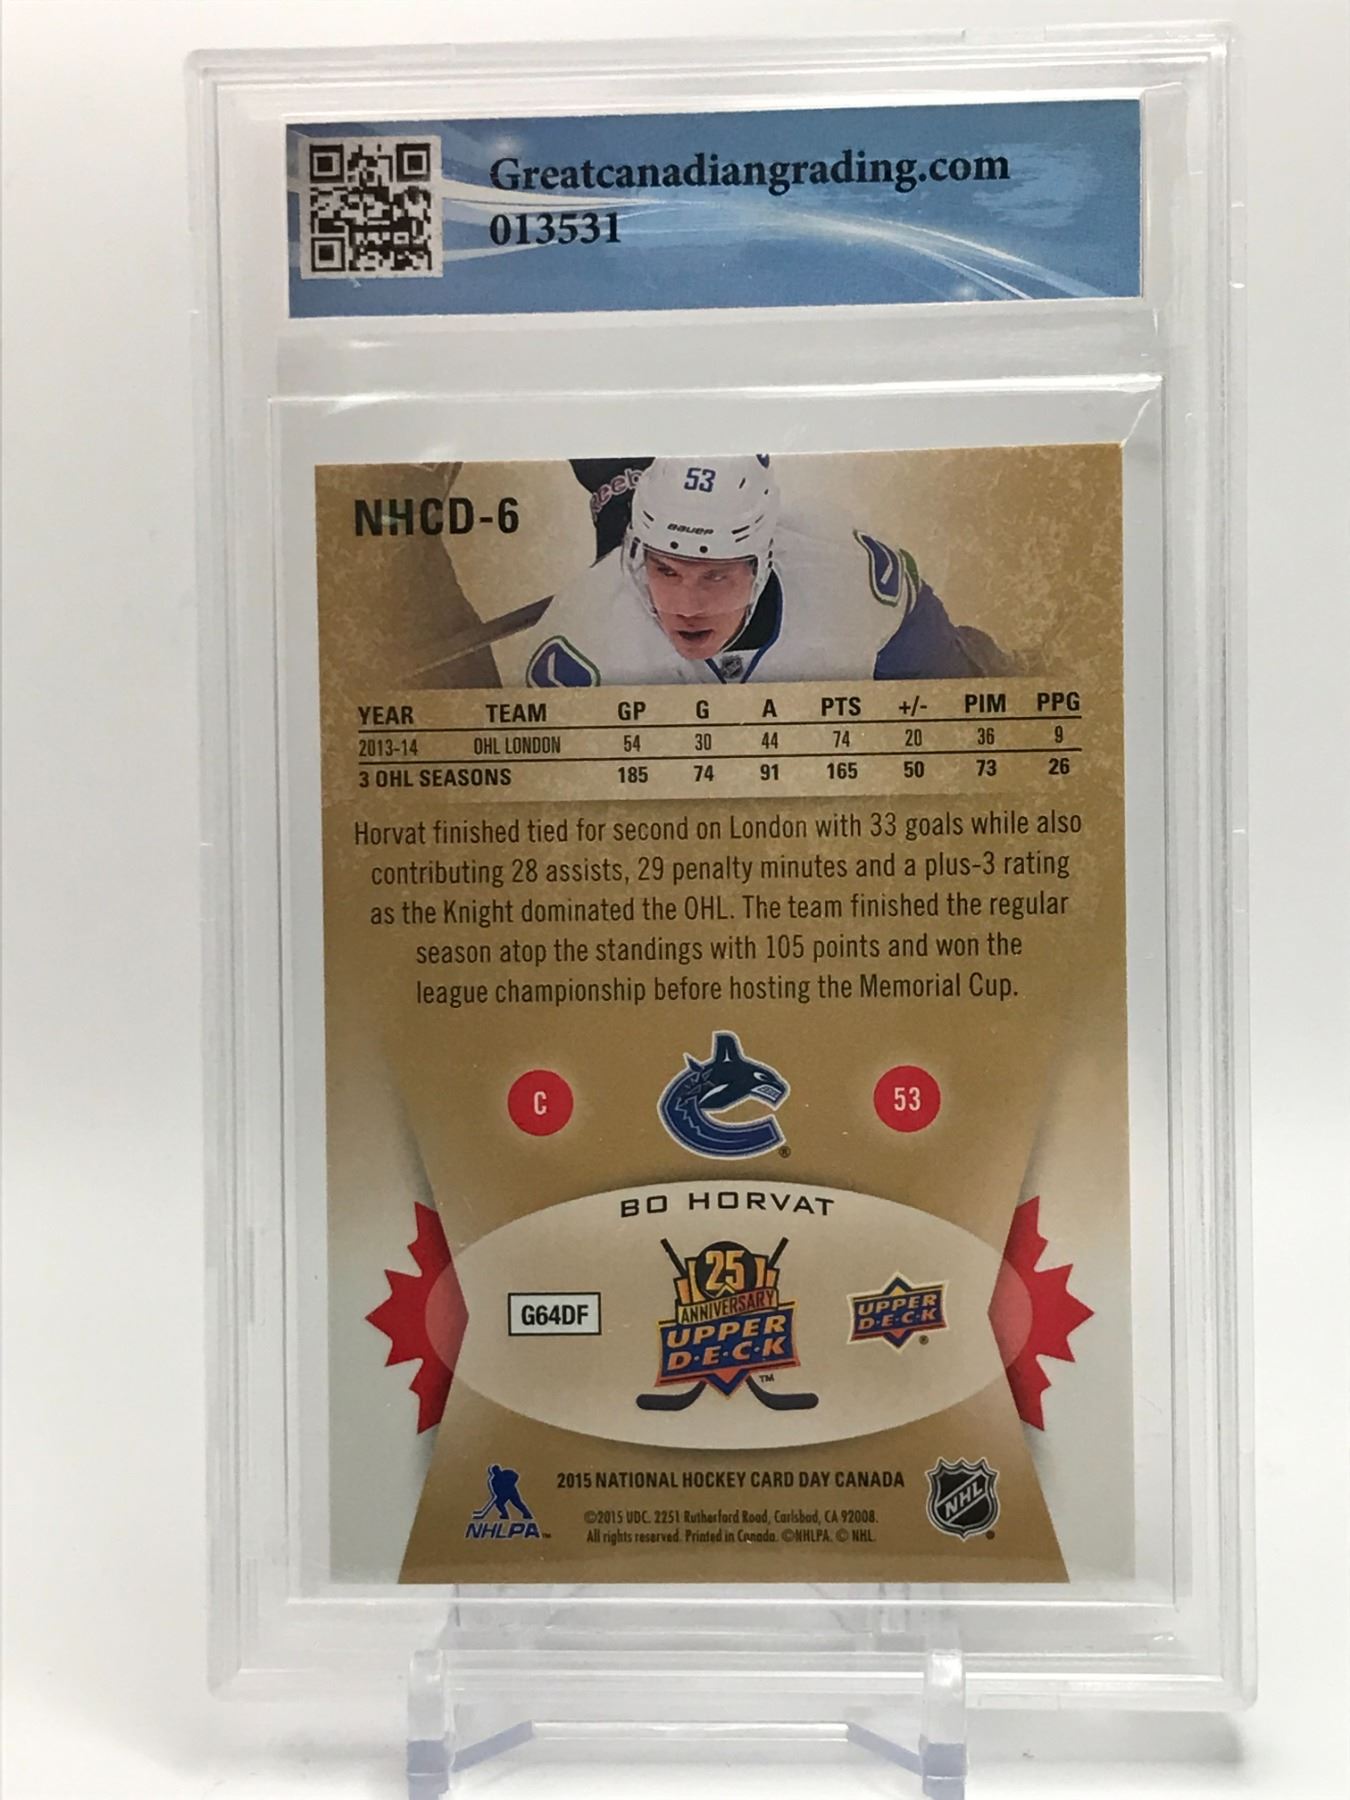 Greatcanadiangrading.com
013531
NHCD-6
Reebok
53
BAUER
YEAR TEAM GP G A PTS +/- PIM PPG
2013-14 OHL LONDON 54 30 44 74 20 36 9
3 OHL SEASONS 185 74 91 165 50 73 26
Horvat finished tied for second on London with 33 goals while also
contributing 28 assists, 29 penalty minutes and a plus-3 rating
as the Knight dominated the OHL. The team finished the regular
season atop the standings with 105 points and won the
league championship before hosting the Memorial Cup.
C
®
53
BO HORVAT
G64DF
25
ANNIVERSARY
UPPER
D·E·C·K
™
UPPER
D·E·C·K
®
NHLPA™
2015 NATIONAL HOCKEY CARD DAY CANADA
©2015 UDC. 2251 Rutherford Road, Carlsbad, CA 92008.
All rights reserved. Printed in Canada. ©NHLPA. © NHL.
NHL
®